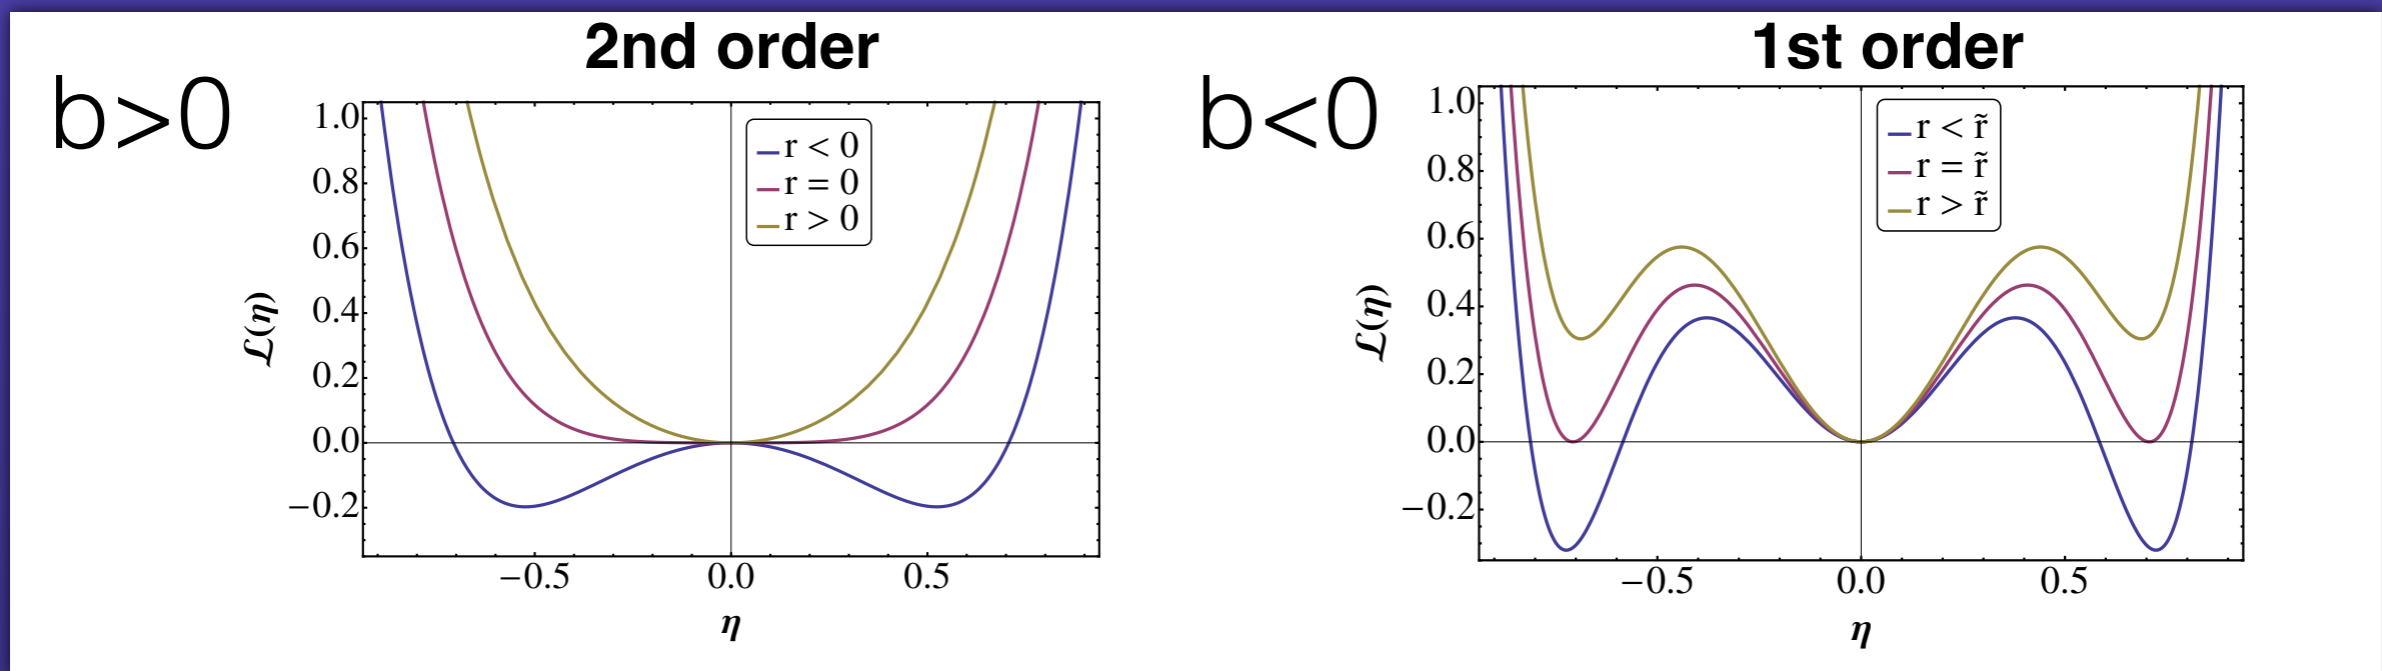 2nd order
b>0
1.0
0.8
0.6
0.4
0.2
0.0
−0.2
ℒ(η)
r < 0
r = 0
r > 0
−0.5 0.0 0.5
η
1st order
b<0
1.0
0.8
0.6
0.4
0.2
0.0
−0.2
ℒ(η)
r < r̃
r = r̃
r > r̃
−0.5 0.0 0.5
η